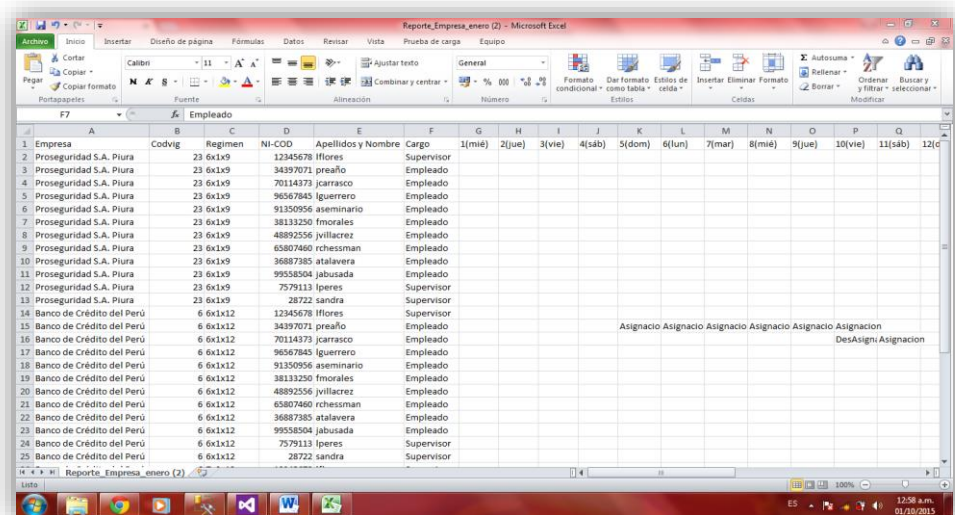 Reporte_Empresa_enero (2) - Microsoft Excel
Archivo Inicio Insertar Diseño de página Fórmulas Datos Revisar Vista Prueba de carga Equipo
Cortar Calibri 11 Ajustar texto General Σ Autosuma
Copiar Rellenar
Pegar Copiar formato N K S Combinar y centrar % 000 Formato condicional Dar formato como tabla Estilos de celda Insertar Eliminar Formato Borrar Ordenar y filtrar Buscar y seleccionar
Portapapeles Fuente Alineación Número Estilos Celdas Modificar
F7 fx Empleado
A B C D E F G H I J K L M N O P Q
1 Empresa Codvig Regimen NI-COD Apellidos y Nombre Cargo 1(mié) 2(jue) 3(vie) 4(sáb) 5(dom) 6(lun) 7(mar) 8(mié) 9(jue) 10(vie) 11(sáb) 12(d
2 Proseguridad S.A. Piura 23 6x1x9 12345678 lflores Supervisor
3 Proseguridad S.A. Piura 23 6x1x9 34397071 preaño Empleado
4 Proseguridad S.A. Piura 23 6x1x9 70114373 jcarrasco Empleado
5 Proseguridad S.A. Piura 23 6x1x9 96567845 lguerrero Empleado
6 Proseguridad S.A. Piura 23 6x1x9 91350956 aseminario Empleado
7 Proseguridad S.A. Piura 23 6x1x9 38133250 fmorales Empleado
8 Proseguridad S.A. Piura 23 6x1x9 48892556 jvillacrez Empleado
9 Proseguridad S.A. Piura 23 6x1x9 65807460 rchessman Empleado
10 Proseguridad S.A. Piura 23 6x1x9 36887385 atalavera Empleado
11 Proseguridad S.A. Piura 23 6x1x9 99558504 jabusada Empleado
12 Proseguridad S.A. Piura 23 6x1x9 7579113 lperes Supervisor
13 Proseguridad S.A. Piura 23 6x1x9 28722 sandra Supervisor
14 Banco de Crédito del Perú 6 6x1x12 12345678 lflores Supervisor
15 Banco de Crédito del Perú 6 6x1x12 34397071 preaño Empleado Asignacio Asignacio Asignacio Asignacio Asignacio Asignacion
16 Banco de Crédito del Perú 6 6x1x12 70114373 jcarrasco Empleado DesAsigna Asignacion
17 Banco de Crédito del Perú 6 6x1x12 96567845 lguerrero Empleado
18 Banco de Crédito del Perú 6 6x1x12 91350956 aseminario Empleado
19 Banco de Crédito del Perú 6 6x1x12 38133250 fmorales Empleado
20 Banco de Crédito del Perú 6 6x1x12 48892556 jvillacrez Empleado
21 Banco de Crédito del Perú 6 6x1x12 65807460 rchessman Empleado
22 Banco de Crédito del Perú 6 6x1x12 36887385 atalavera Empleado
23 Banco de Crédito del Perú 6 6x1x12 99558504 jabusada Empleado
24 Banco de Crédito del Perú 6 6x1x12 7579113 lperes Supervisor
25 Banco de Crédito del Perú 6 6x1x12 28722 sandra Supervisor
Reporte_Empresa_enero (2)
Listo 100%
ES 12:58 a.m.
01/10/2015